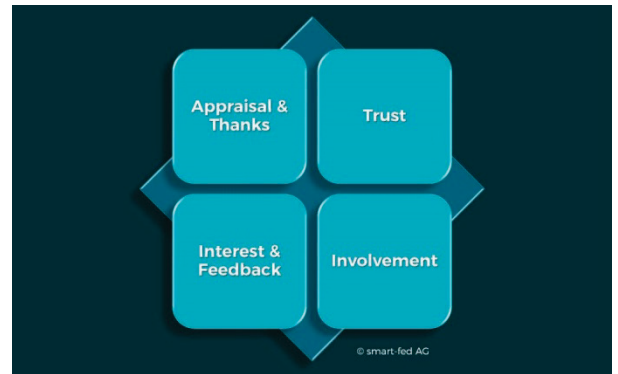 Appraisal &
Thanks
Trust
Interest &
Feedback
Involvement
© smart-fed AG